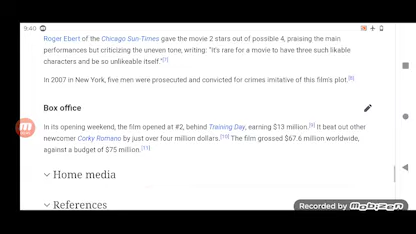 9:40
Roger Ebert of the Chicago Sun-Times gave the movie 2 stars out of possible 4, praising the main
performances but criticizing the uneven tone, writing: "It's rare for a movie to have three such likable
characters and be so unlikeable itself."[7]
In 2007 in New York, five men were prosecuted and convicted for crimes imitative of this film's plot.[8]
Box office
In its opening weekend, the film opened at #2, behind Training Day, earning $13 million.[9] It beat out other
newcomer Corky Romano by just over four million dollars.[10] The film grossed $67.6 million worldwide,
against a budget of $75 million.[11]
Home media
References
Recorded by mobizen